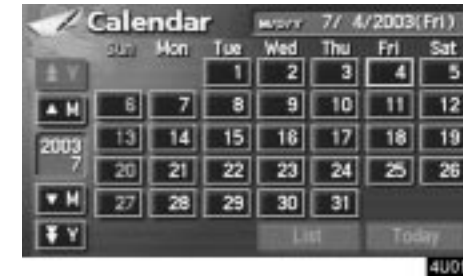 Calendar M/D/Y 7/ 4/2003(Fri)
Sun Mon Tue Wed Thu Fri Sat
Y 1 2 3 4 5
M 6 7 8 9 10 11 12
2003 13 14 15 16 17 18 19
7 20 21 22 23 24 25 26
M 27 28 29 30 31
Y List Today